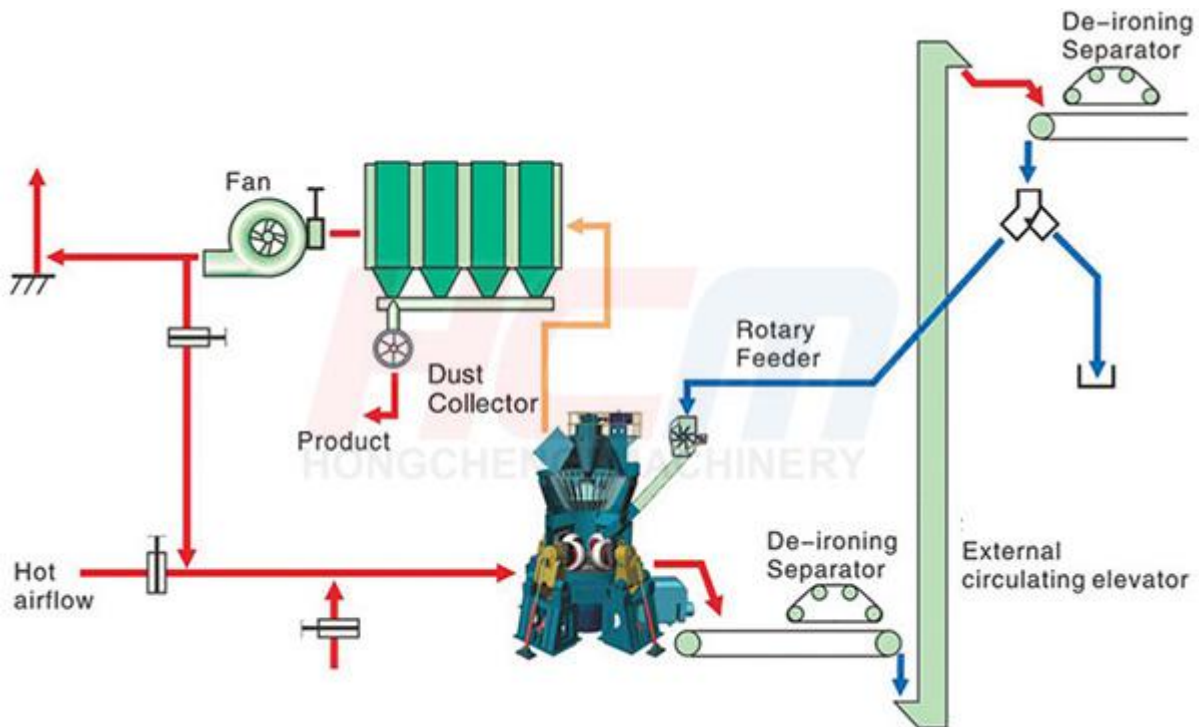 De-ironing
Separator
Fan
Rotary
Feeder
Dust
Collector
Product
HCM
HONGCHENG MACHINERY
De-ironing
Separator
External
circulating elevator
Hot
airflow